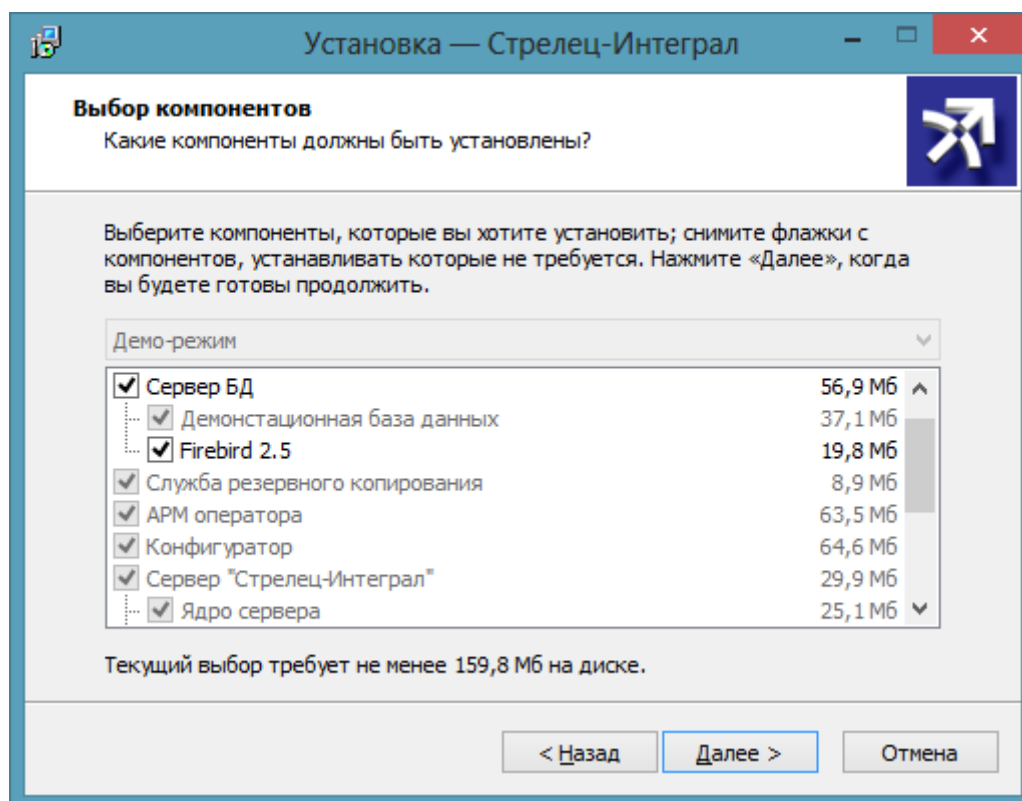 Установка — Стрелец-Интеграл
Выбор компонентов
Какие компоненты должны быть установлены?
Выберите компоненты, которые вы хотите установить; снимите флажки с
компонентов, устанавливать которые не требуется. Нажмите «Далее», когда
вы будете готовы продолжить.
Демо-режим
Сервер БД 56,9 Мб
Демонстационная база данных 37,1 Мб
Firebird 2.5 19,8 Мб
Служба резервного копирования 8,9 Мб
АРМ оператора 63,5 Мб
Конфигуратор 64,6 Мб
Сервер "Стрелец-Интеграл" 29,9 Мб
Ядро сервера 25,1 Мб
Текущий выбор требует не менее 159,8 Мб на диске.
< Назад Далее > Отмена